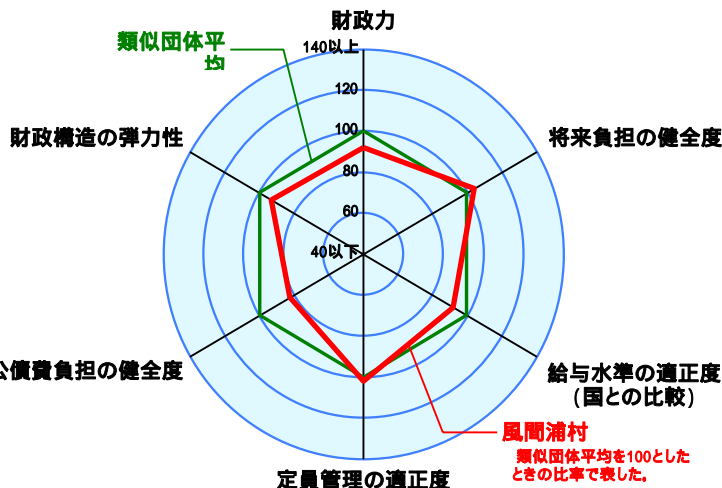 財政力
類似団体平
均
140以上
120
100
80
60
40以下
財政構造の弾力性
将来負担の健全度
公債費負担の健全度
給与水準の適正度
(国との比較)
風間浦村
類似団体平均を100とした
ときの比率で表した。
定員管理の適正度